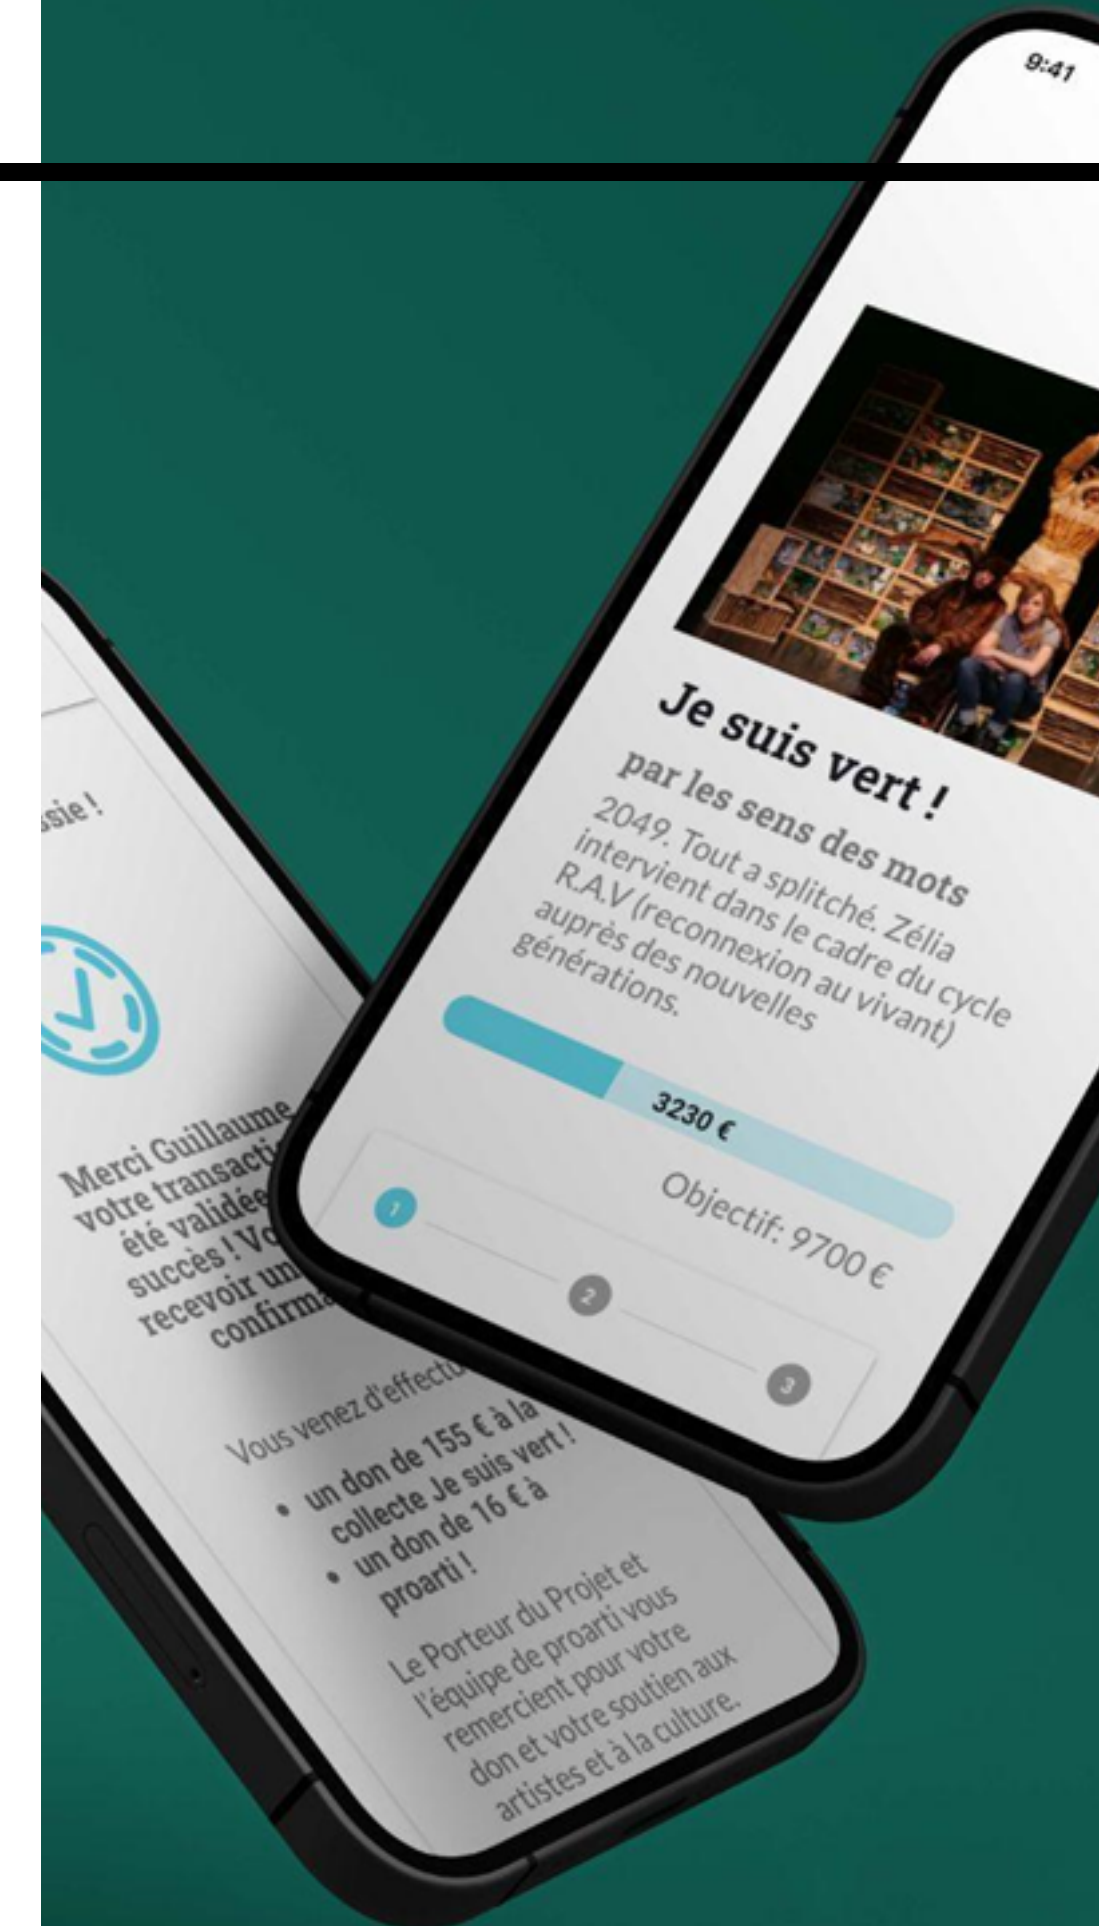 9:41
Je suis vert !
par les sens des mots
2049. Tout a splitché. Zélia
intervient dans le cadre du cycle
R.A.V (reconnexion au vivant)
auprès des nouvelles
générations.
3230 €
Objectif: 9700 €
1
2
3
ssie !
Merci Guillaume
votre transacti
été validée
succès ! Vo
recevoir un
confirma
Vous venez d'effectu
• un don de 155 € à la
collecte Je suis vert !
• un don de 16 € à
proarti !
Le Porteur du Projet et
l'équipe de proarti vous
remercient pour votre
don et votre soutien aux
artistes et à la culture.